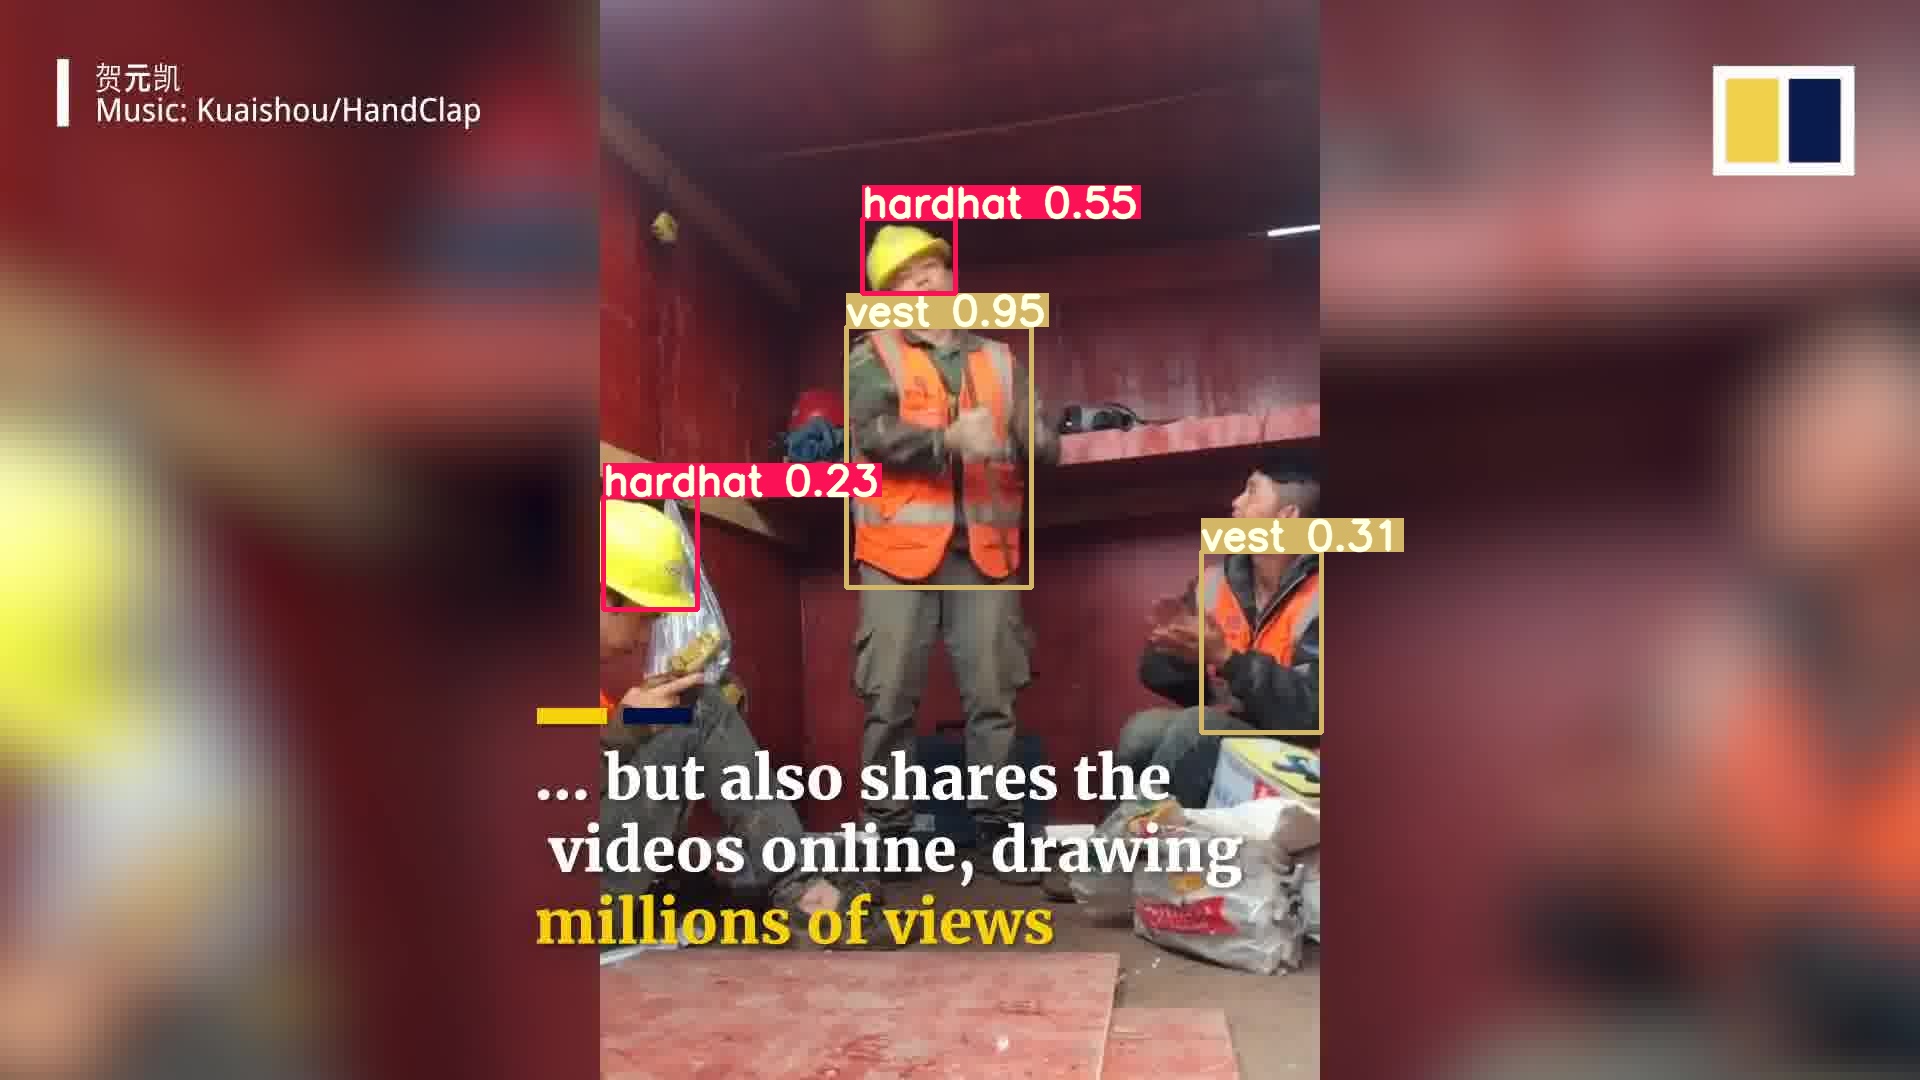 贺元凯
Music: Kuaishou/HandClap
hardhat 0.55
vest 0.95
hardhat 0.23
vest 0.31
... but also shares the
videos online, drawing
millions of views